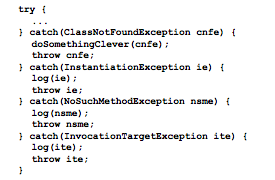 try {
...
} catch(ClassNotFoundException cnfe) {
doSomethingClever(cnfe);
throw cnfe;
} catch(InstantiationException ie) {
log(ie);
throw ie;
} catch(NoSuchMethodException nsme) {
log(nsme);
throw nsme;
} catch(InvocationTargetException ite) {
log(ite);
throw ite;
}